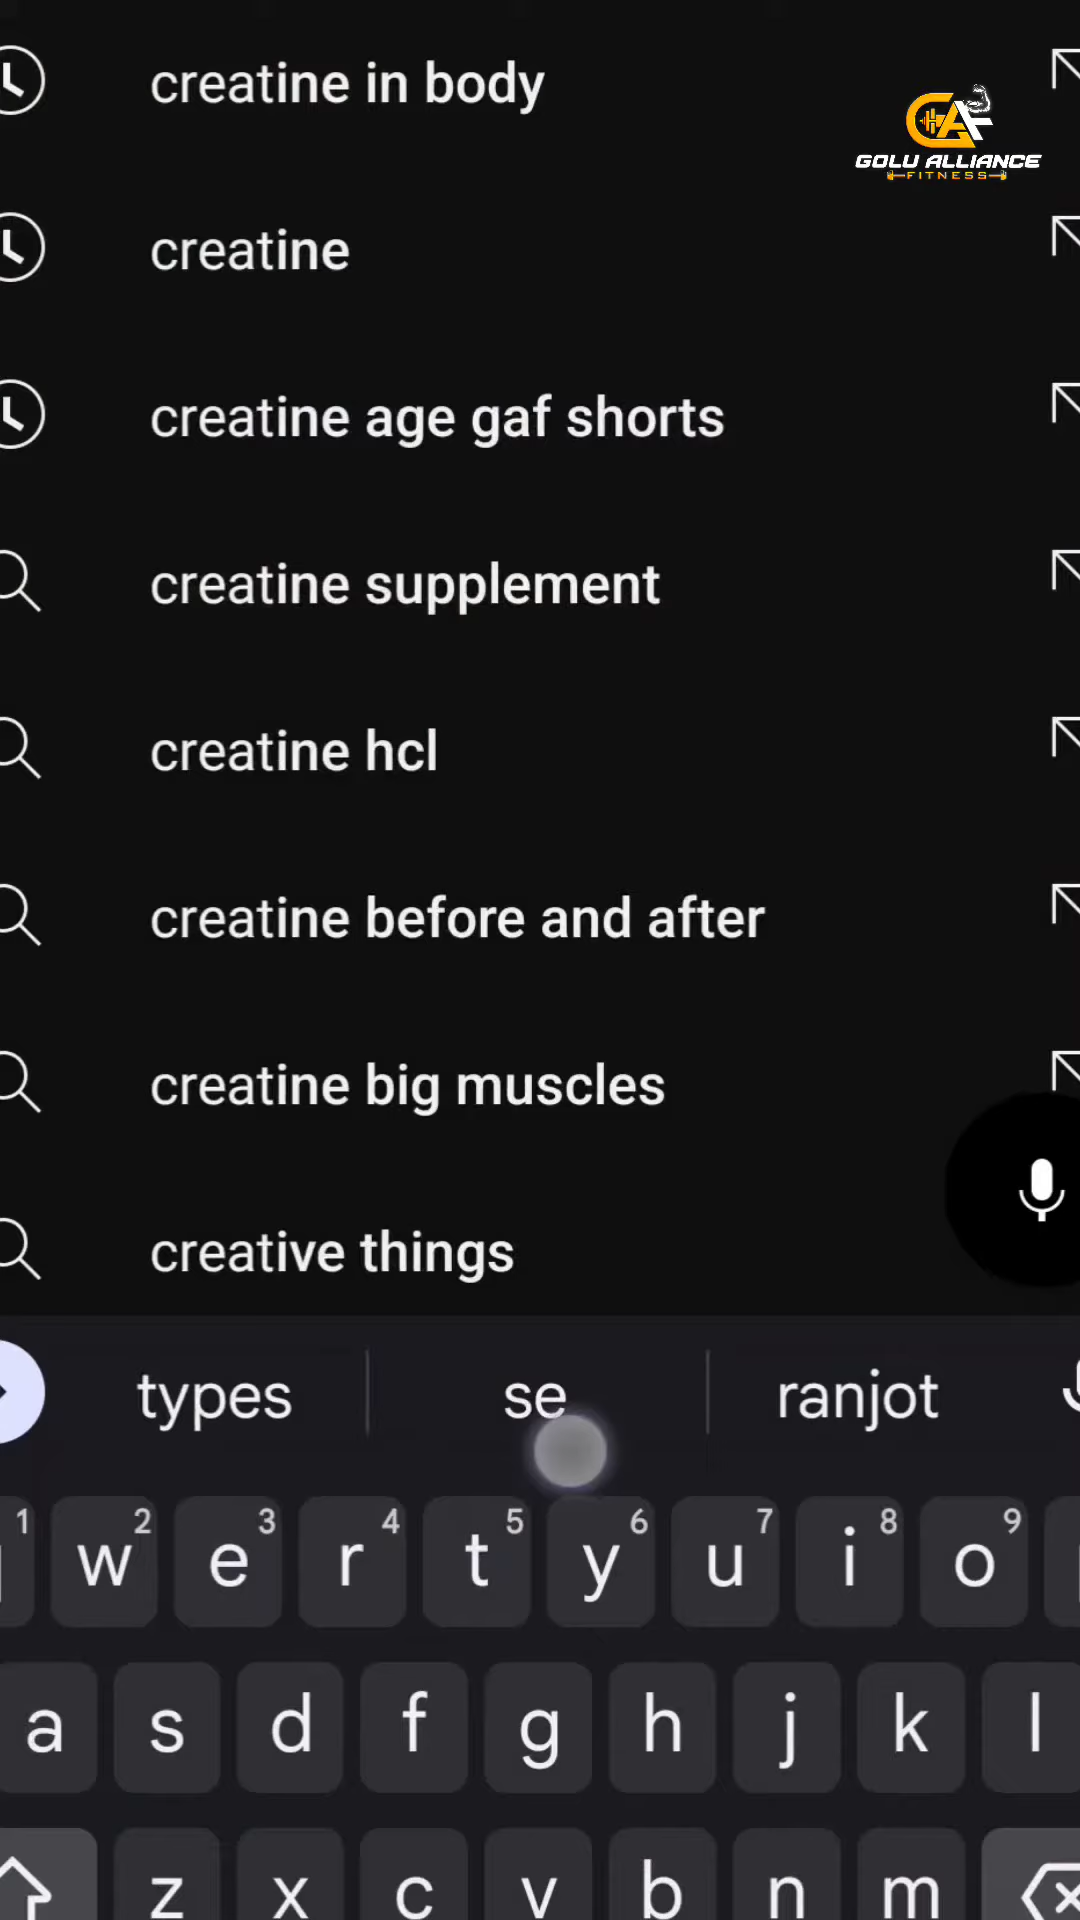 creatine in body
GAF
GOLU ALLIANCE
FITNESS
creatine
creatine age gaf shorts
creatine supplement
creatine hcl
creatine before and after
creatine big muscles
creative things
types se ranjot
1 2 3 4 5 6 7 8 9
w e r t y u i o
a s d f g h j k l
z x c v b n m